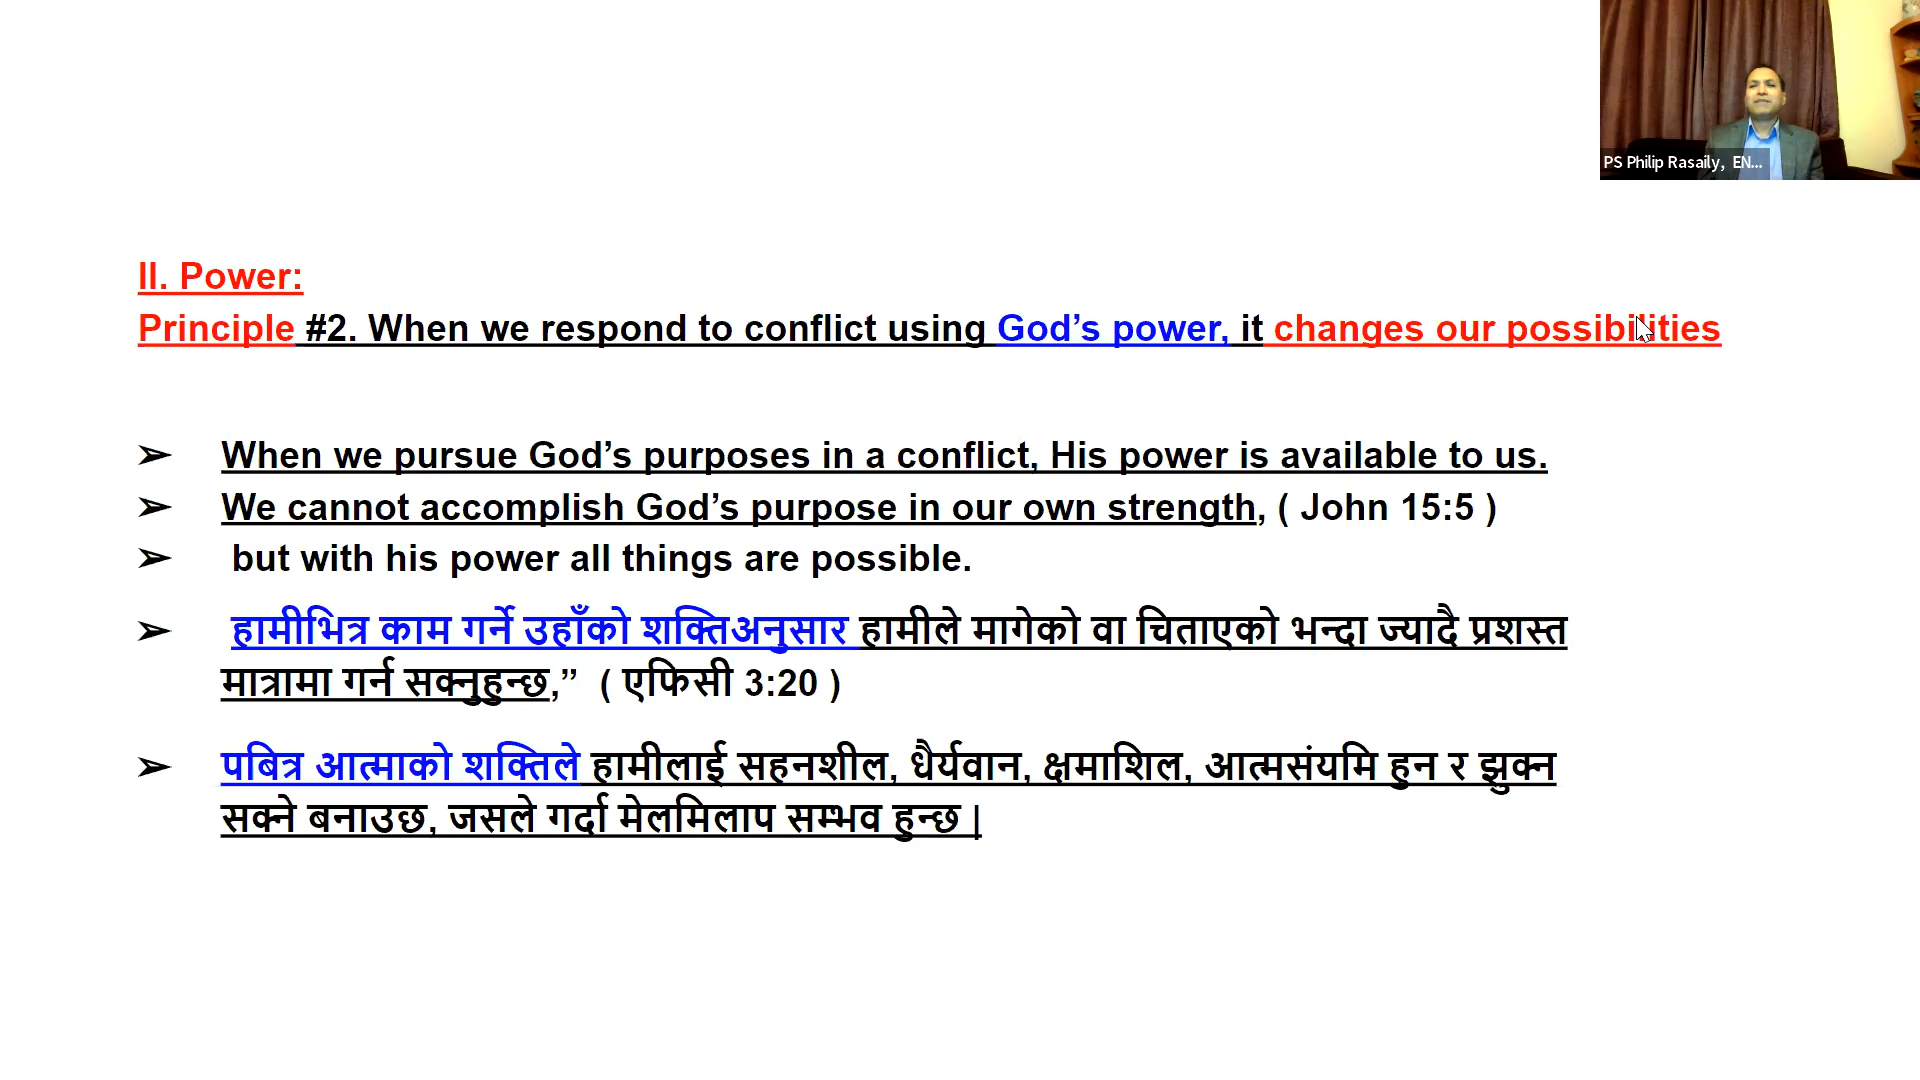 PS Philip Rasaily, EN...
II. Power:
Principle #2. When we respond to conflict using God’s power, it changes our possibilities
➢ When we pursue God’s purposes in a conflict, His power is available to us.
➢ We cannot accomplish God’s purpose in our own strength, ( John 15:5 )
➢ but with his power all things are possible.
➢ हामीभित्र काम गर्ने उहाँको शक्तिअनुसार हामीले मागेको वा चिताएको भन्दा ज्यादै प्रशस्त
मात्रामा गर्न सक्नुहुन्छ,” ( एफिसी 3:20 )
➢ पबित्र आत्माको शक्तिले हामीलाई सहनशील, धैर्यवान, क्षमाशिल, आत्मसंयमि हुन र झुक्न
सक्ने बनाउछ, जसले गर्दा मेलमिलाप सम्भव हुन्छ |